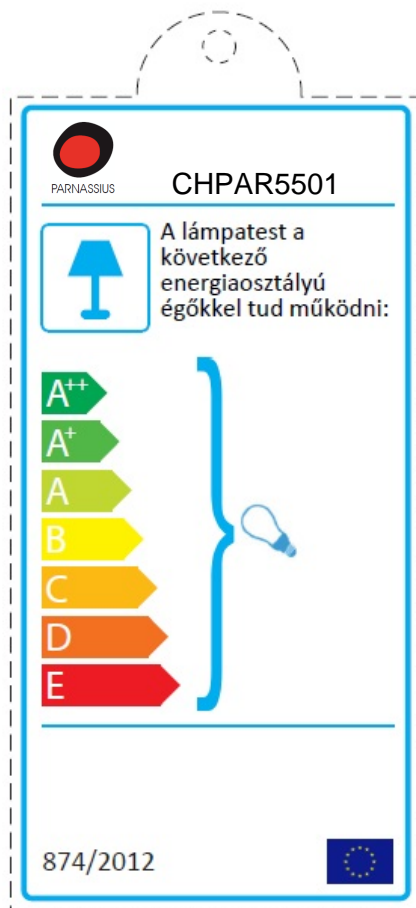 PARNASSIUS
CHPAR5501
A lámpatest a
következő
energiaosztályú
égőkkel tud működni:
A++
A+
A
B
C
D
E
874/2012